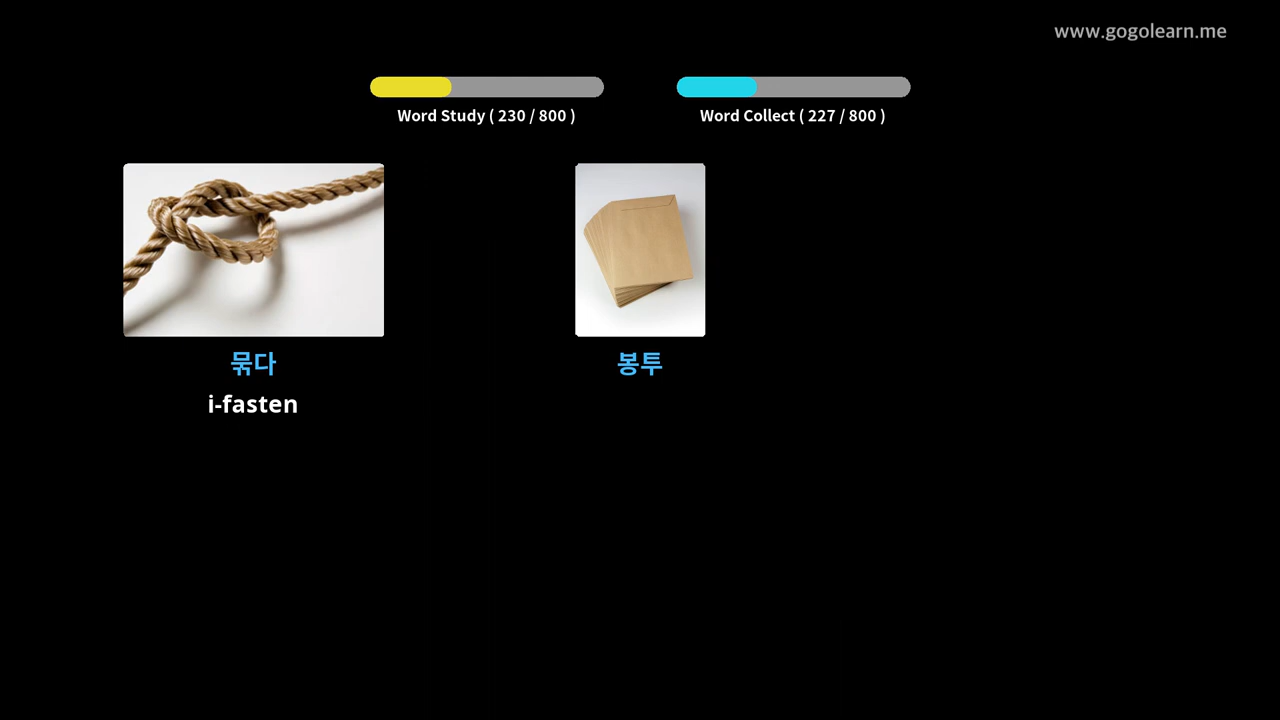 www.gogolearn.me
Word Study ( 230 / 800 )
Word Collect ( 227 / 800 )
묶다
봉투
i-fasten